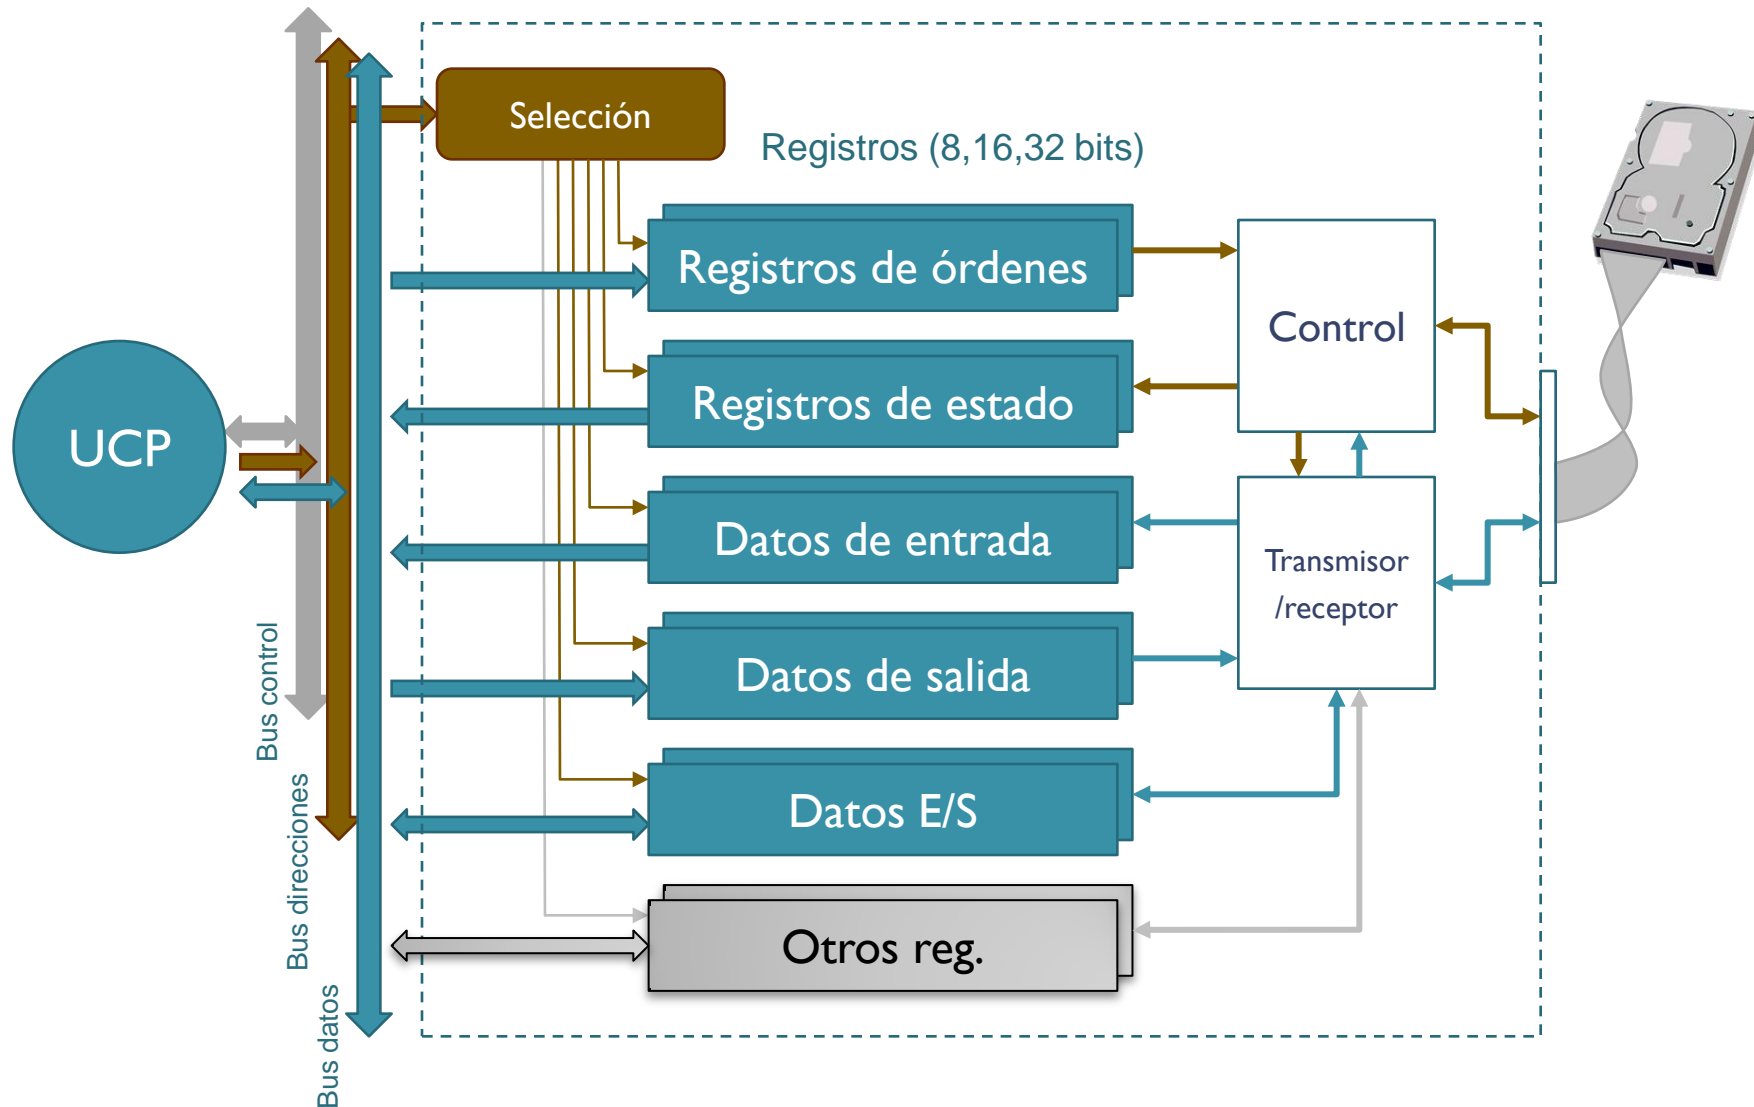 Selección
Registros (8,16,32 bits)
Registros de órdenes
Control
Registros de estado
UCP
Datos de entrada
Transmisor
/receptor
Datos de salida
Bus control
Datos E/S
Bus direcciones
Otros reg.
Bus datos